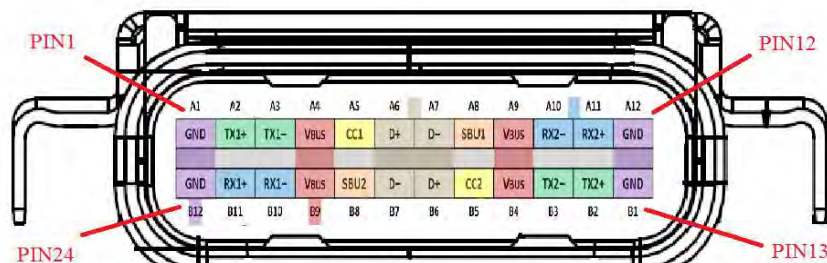 PIN1 PIN12
A1 A2 A3 A4 A5 A6 A7 A8 A9 A10 A11 A12
GND TX1+ TX1- VBUS CC1 D+ D- SBU1 VBUS RX2- RX2+ GND
GND RX1+ RX1- VBUS SBU2 D- D+ CC2 VBUS TX2- TX2+ GND
B12 B11 B10 B9 B8 B7 B6 B5 B4 B3 B2 B1
PIN24 PIN13